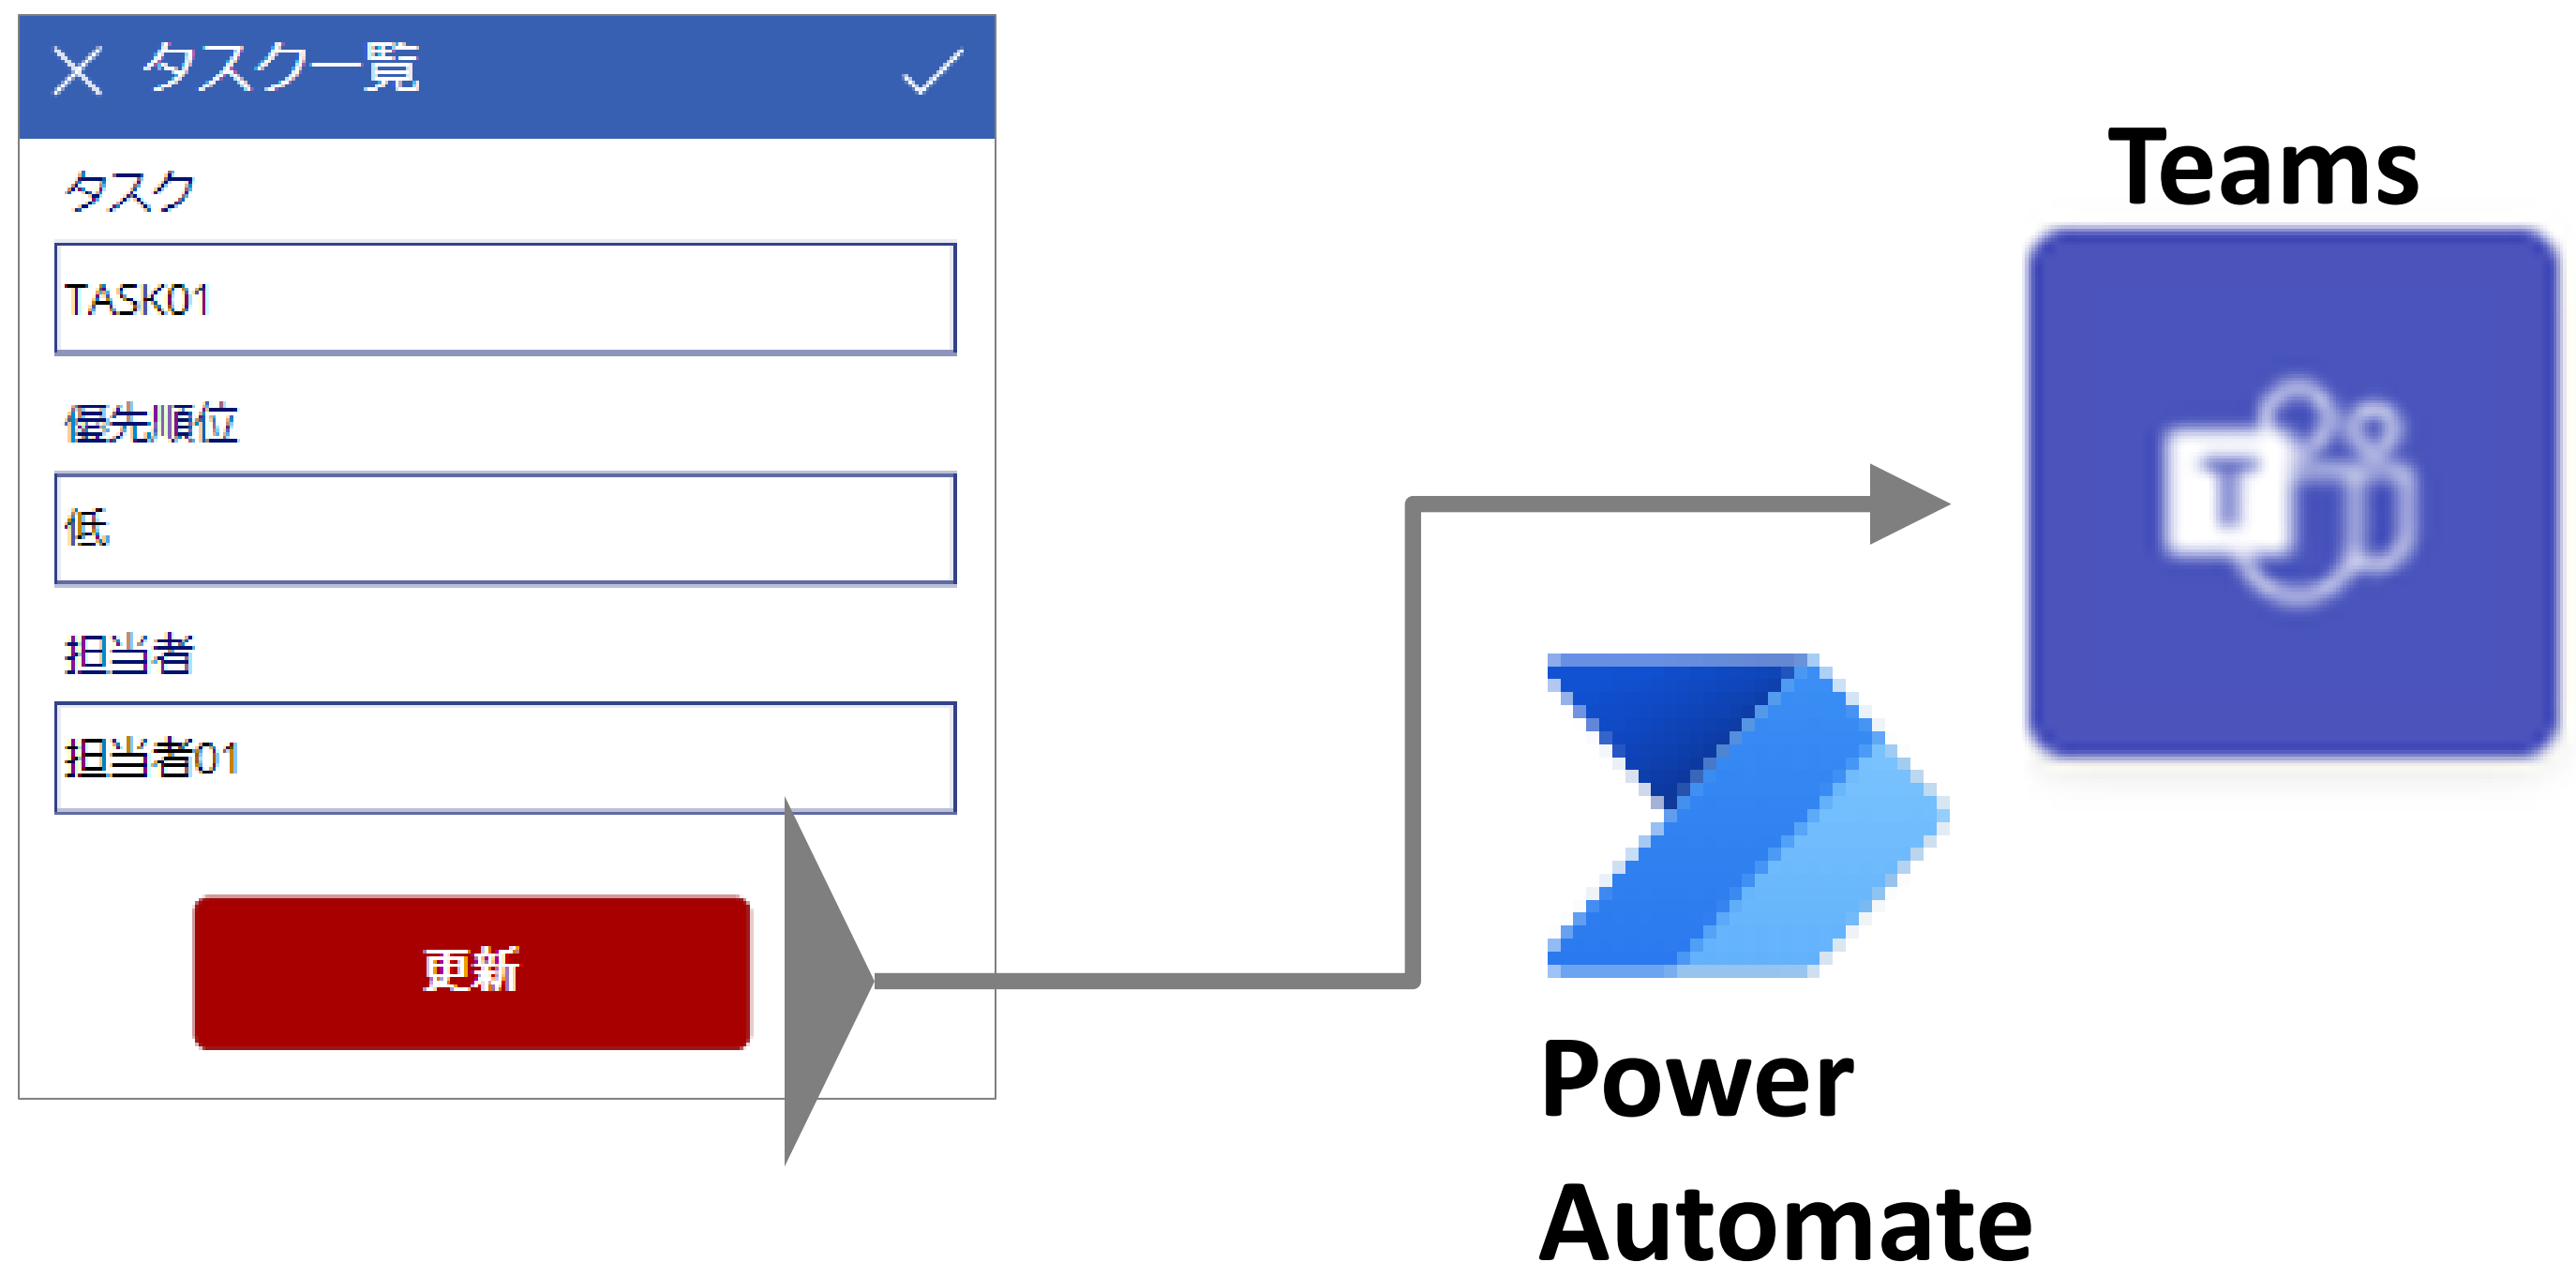 タスク一覧
タスク
TASK01
優先順位
低
担当者
担当者01
更新
Teams
T
Power
Automate